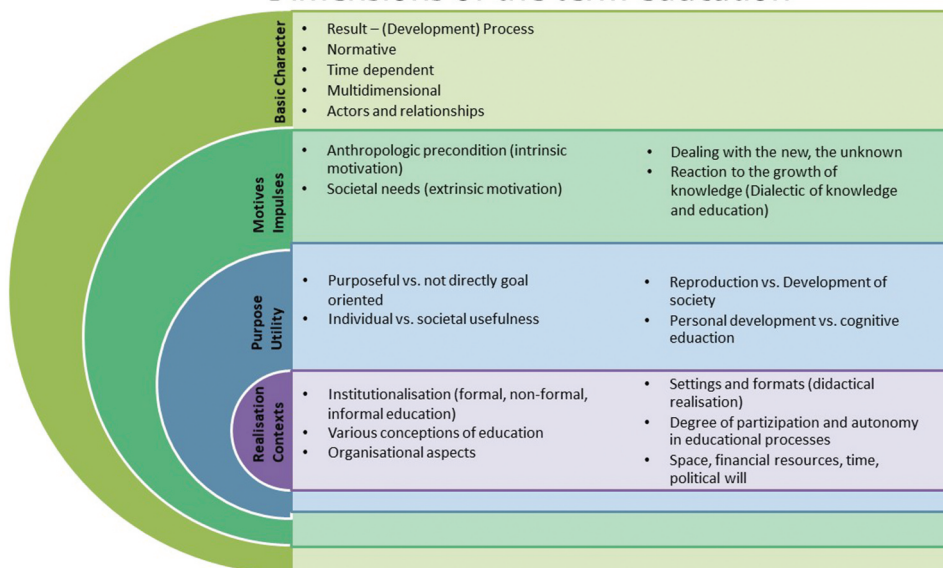 Basic Character
• Result – (Development) Process
• Normative
• Time dependent
• Multidimensional
• Actors and relationships
Motives
Impulses
• Anthropologic precondition (intrinsic
motivation)
• Societal needs (extrinsic motivation)
• Dealing with the new, the unknown
• Reaction to the growth of
knowledge (Dialectic of knowledge
and education)
Purpose
Utility
• Purposeful vs. not directly goal
oriented
• Individual vs. societal usefulness
• Reproduction vs. Development of
society
• Personal development vs. cognitive
eduaction
Realisation
Contexts
• Institutionalisation (formal, non-formal,
informal education)
• Various conceptions of education
• Organisational aspects
• Settings and formats (didactical
realisation)
• Degree of partizipation and autonomy
in educational processes
• Space, financial resources, time,
political will